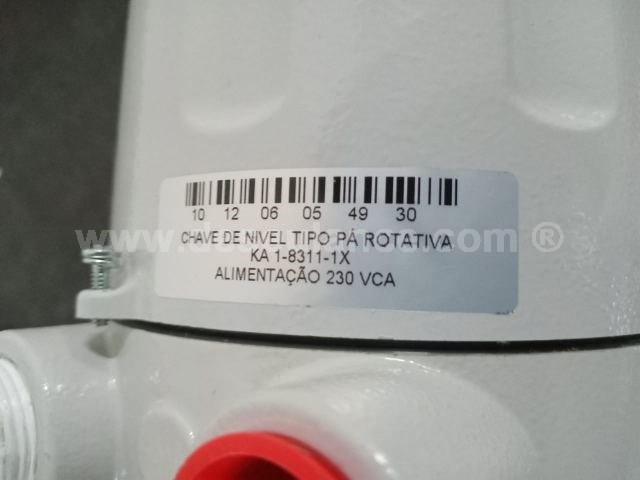 10 12 06 05 49 30
CHAVE DE NIVEL TIPO PÁ ROTATIVA
KA 1-8311-1X
ALIMENTAÇÃO 230 VCA